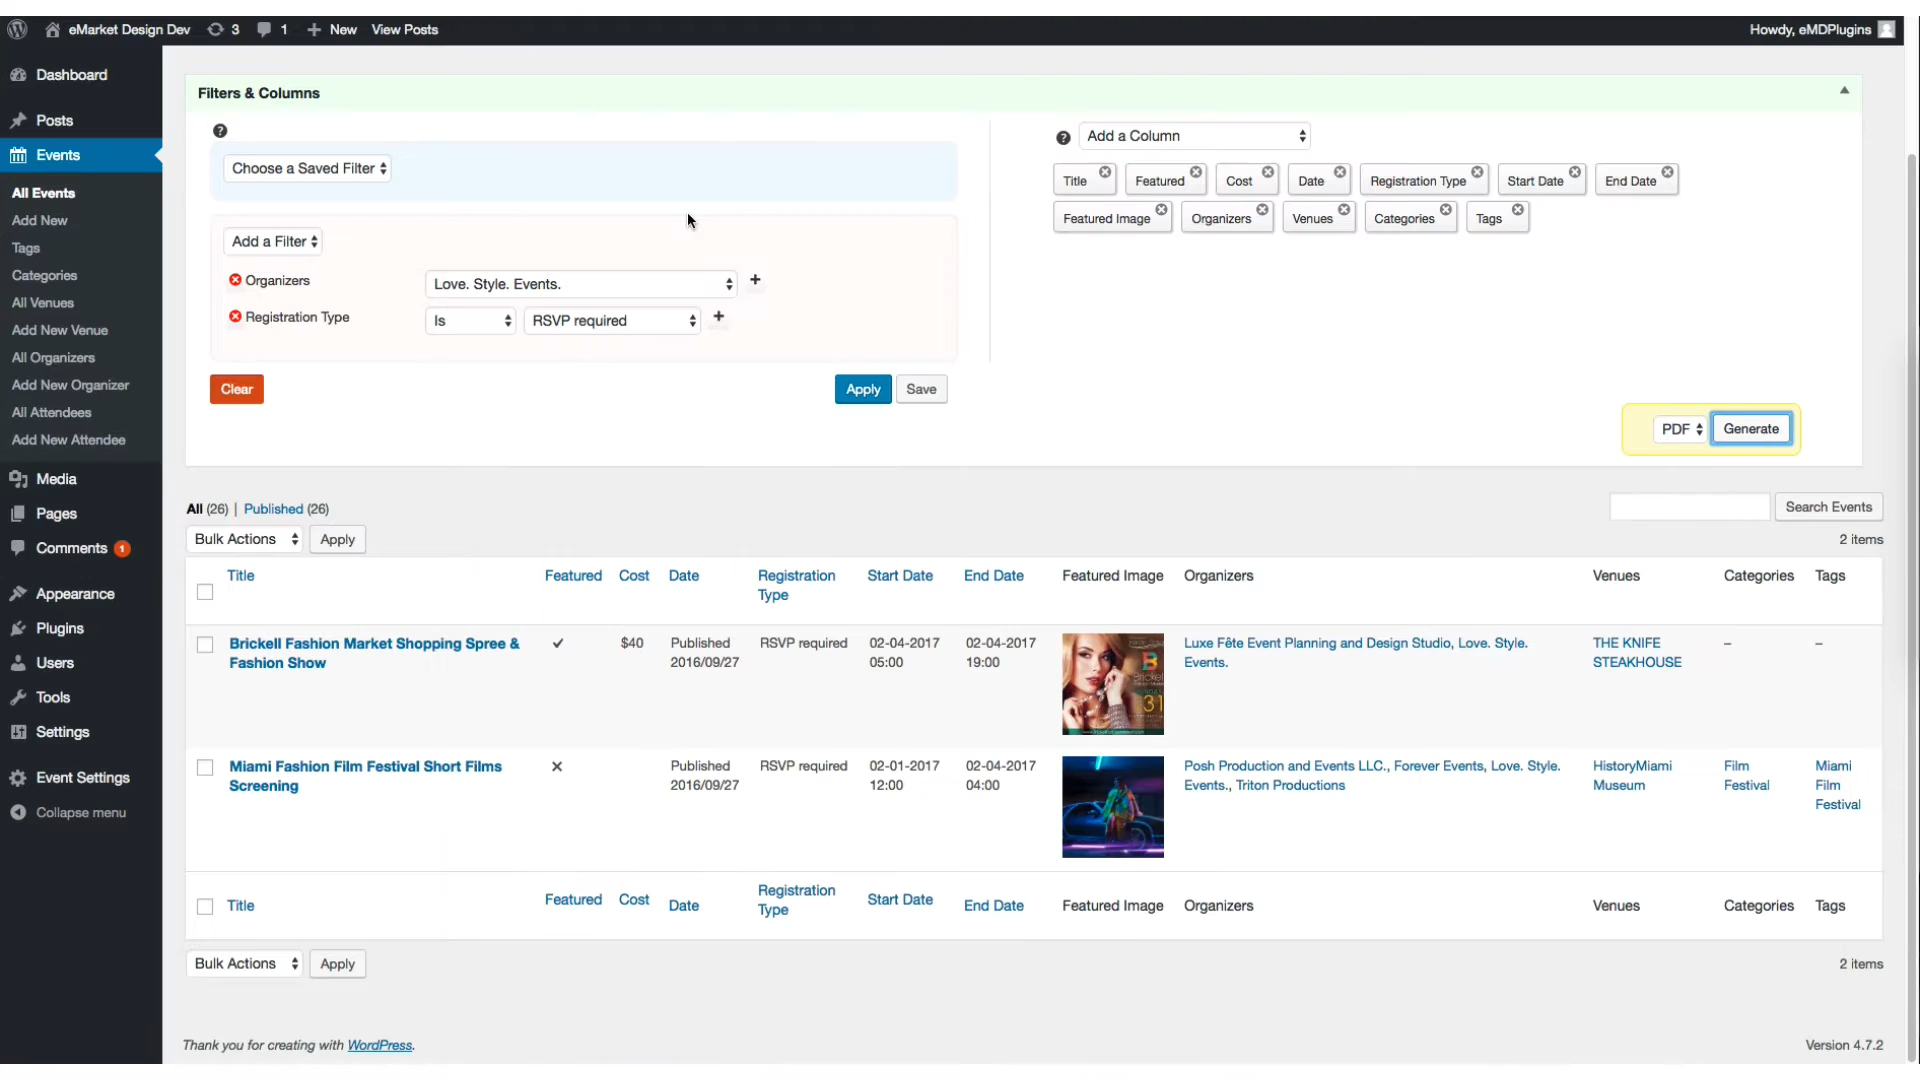 eMarket Design Dev 3 1 New View Posts Howdy, eMDPlugins
Dashboard
Posts
Events
All Events
Add New
Tags
Categories
All Venues
Add New Venue
All Organizers
Add New Organizer
All Attendees
Add New Attendee
Media
Pages
Comments 1
Appearance
Plugins
Users
Tools
Settings
Event Settings
Collapse menu
Filters & Columns
?
Choose a Saved Filter
Add a Filter
Organizers Love. Style. Events. +
Registration Type Is RSVP required +
Clear Apply Save
? Add a Column
Title Featured Cost Date Registration Type Start Date End Date
Featured Image Organizers Venues Categories Tags
PDF Generate
All (26) | Published (26)
Search Events
Bulk Actions Apply 2 items
Title Featured Cost Date Registration Type Start Date End Date Featured Image Organizers Venues Categories Tags
Brickell Fashion Market Shopping Spree & $40 Published RSVP required 02-04-2017 02-04-2017 Luxe Fête Event Planning and Design Studio, Love. Style. THE KNIFE – –
Fashion Show 2016/09/27 05:00 19:00 Events. STEAKHOUSE
B
31
Miami Fashion Film Festival Short Films Published RSVP required 02-01-2017 02-04-2017 Posh Production and Events LLC., Forever Events, Love. Style. HistoryMiami Film Miami
Screening 2016/09/27 12:00 04:00 Events., Triton Productions Museum Festival Film
Festival
Title Featured Cost Date Registration Type Start Date End Date Featured Image Organizers Venues Categories Tags
Bulk Actions Apply 2 items
Thank you for creating with WordPress. Version 4.7.2